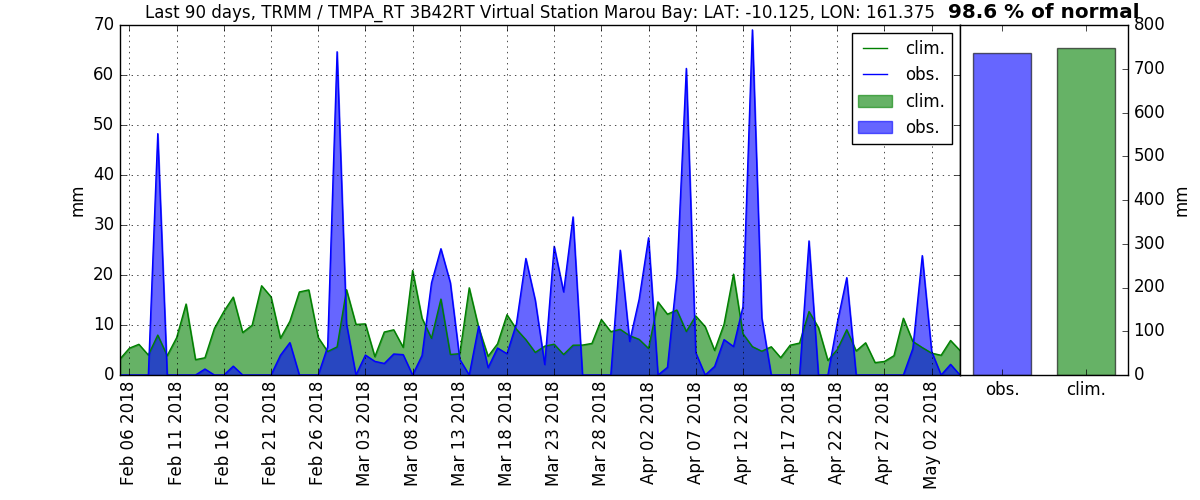 Last 90 days, TRMM / TMPA_RT 3B42RT Virtual Station Marou Bay: LAT: -10.125, LON: 161.375 98.6 % of normal
70
60
50
40
30
20
10
0
mm
clim.
obs.
clim.
obs.
800
700
600
500
400
300
200
100
0
mm
Feb 06 2018
Feb 11 2018
Feb 16 2018
Feb 21 2018
Feb 26 2018
Mar 03 2018
Mar 08 2018
Mar 13 2018
Mar 18 2018
Mar 23 2018
Mar 28 2018
Apr 02 2018
Apr 07 2018
Apr 12 2018
Apr 17 2018
Apr 22 2018
Apr 27 2018
May 02 2018
obs. clim.